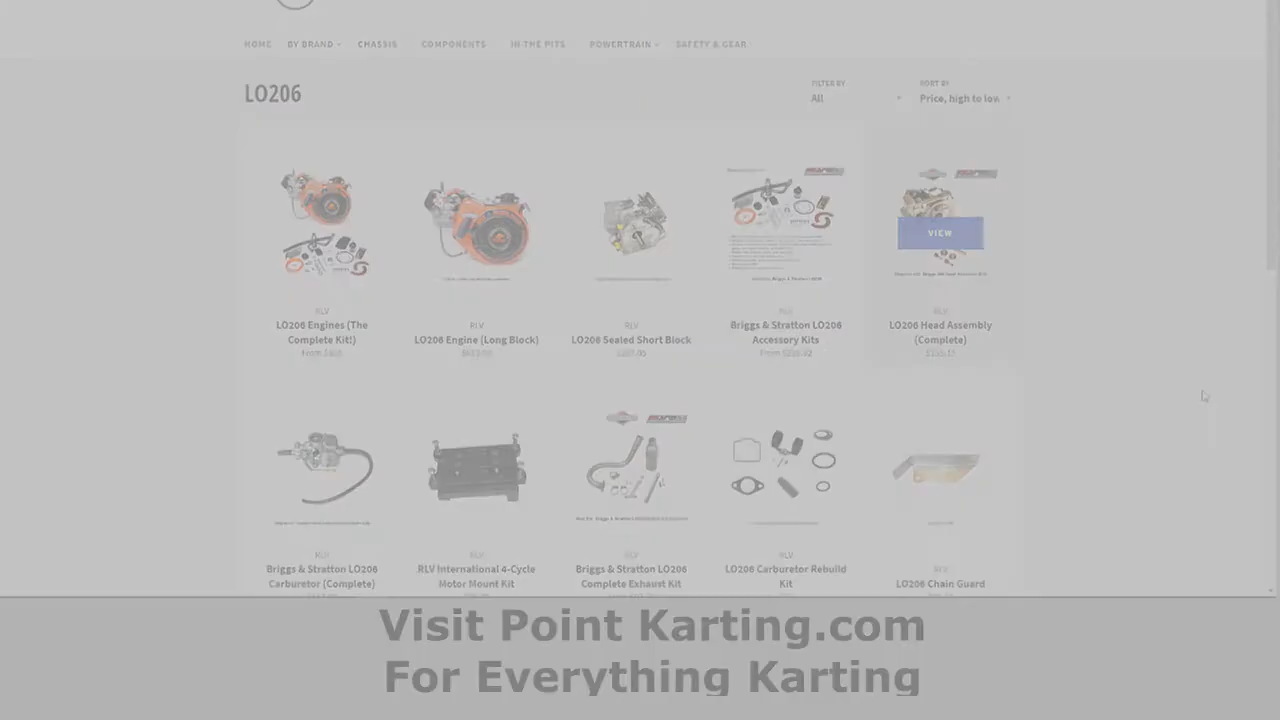 HOME BY BRAND CHASSIS COMPONENTS IN THE PITS POWERTRAIN SAFETY & GEAR
LO206
FILTER BY
All
SORT BY
Price, high to low
VIEW
RLV
LO206 Engines (The
Complete Kit!)
RLV
LO206 Engine (Long Block)
RLV
LO206 Sealed Short Block
RLV
Briggs & Stratton LO206
Accessory Kits
RLV
LO206 Head Assembly
(Complete)
RLV
Briggs & Stratton LO206
Carburetor (Complete)
RLV
RLV International 4-Cycle
Motor Mount Kit
RLV
Briggs & Stratton LO206
Complete Exhaust Kit
RLV
LO206 Carburetor Rebuild
Kit
RLV
LO206 Chain Guard
Visit Point Karting.com
For Everything Karting